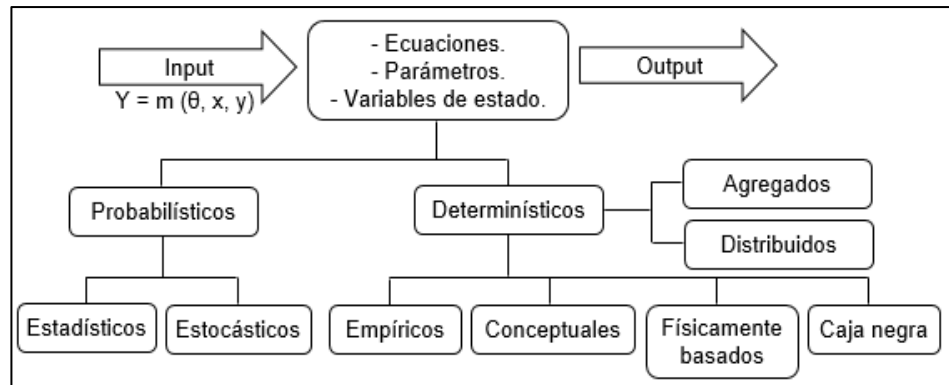 Input
Y = m (θ, x, y)
- Ecuaciones.
- Parámetros.
- Variables de estado.
Output
Probabilísticos
Determinísticos
Agregados
Distribuidos
Estadísticos
Estocásticos
Empíricos
Conceptuales
Físicamente
basados
Caja negra